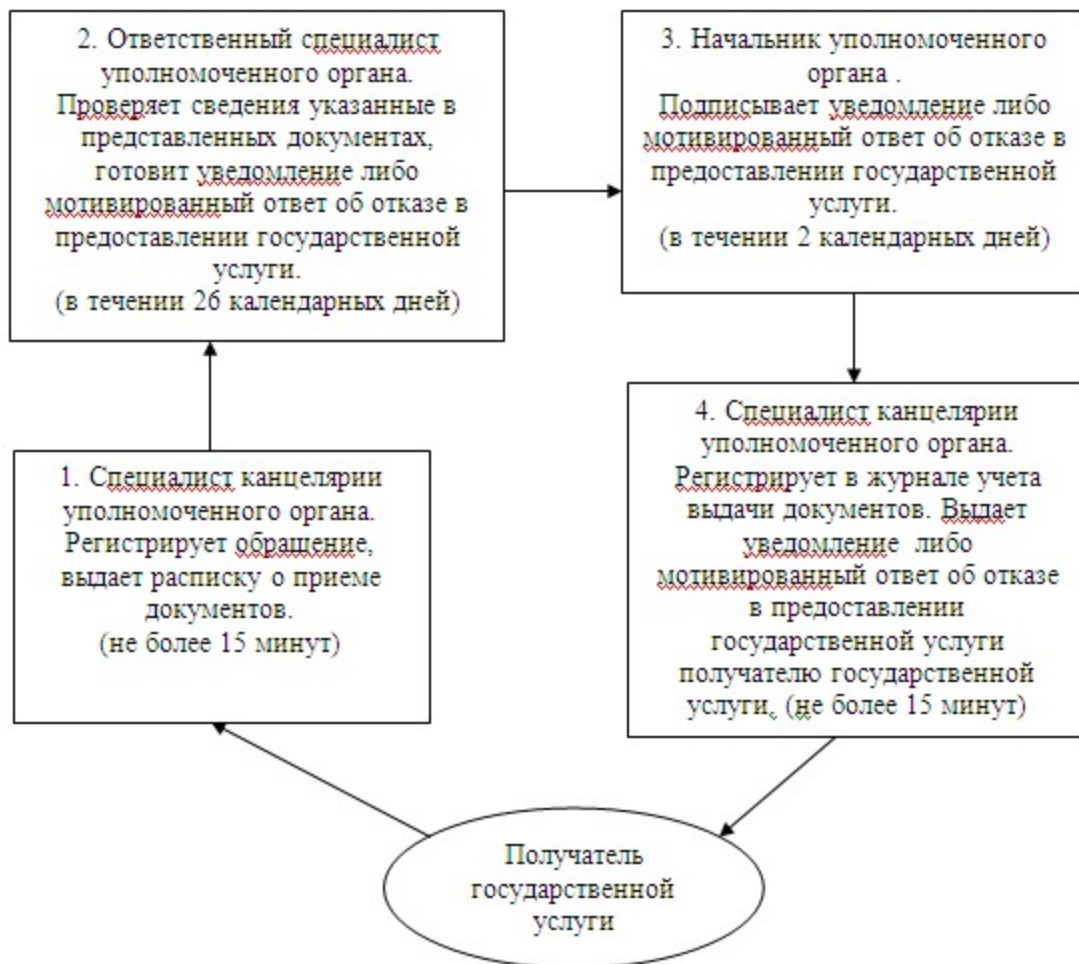 2. Ответственный специалист
уполномоченного органа.
Проверяет сведения указанные в
представленных документах,
готовит уведомление либо
мотивированный ответ об отказе в
предоставлении государственной
услуги.
(в течении 26 календарных дней)
3. Начальник уполномоченного
органа .
Подписывает уведомление либо
мотивированный ответ об отказе в
предоставлении государственной
услуги.
(в течении 2 календарных дней)
1. Специалист канцелярии
уполномоченного органа.
Регистрирует обращение,
выдает расписку о приеме
документов.
(не более 15 минут)
4. Специалист канцелярии
уполномоченного органа.
Регистрирует в журнале учета
выдачи документов. Выдает
уведомление либо
мотивированный ответ об отказе
в предоставлении
государственной услуги
получателю государственной
услуги. (не более 15 минут)
Получатель
государственной
услуги